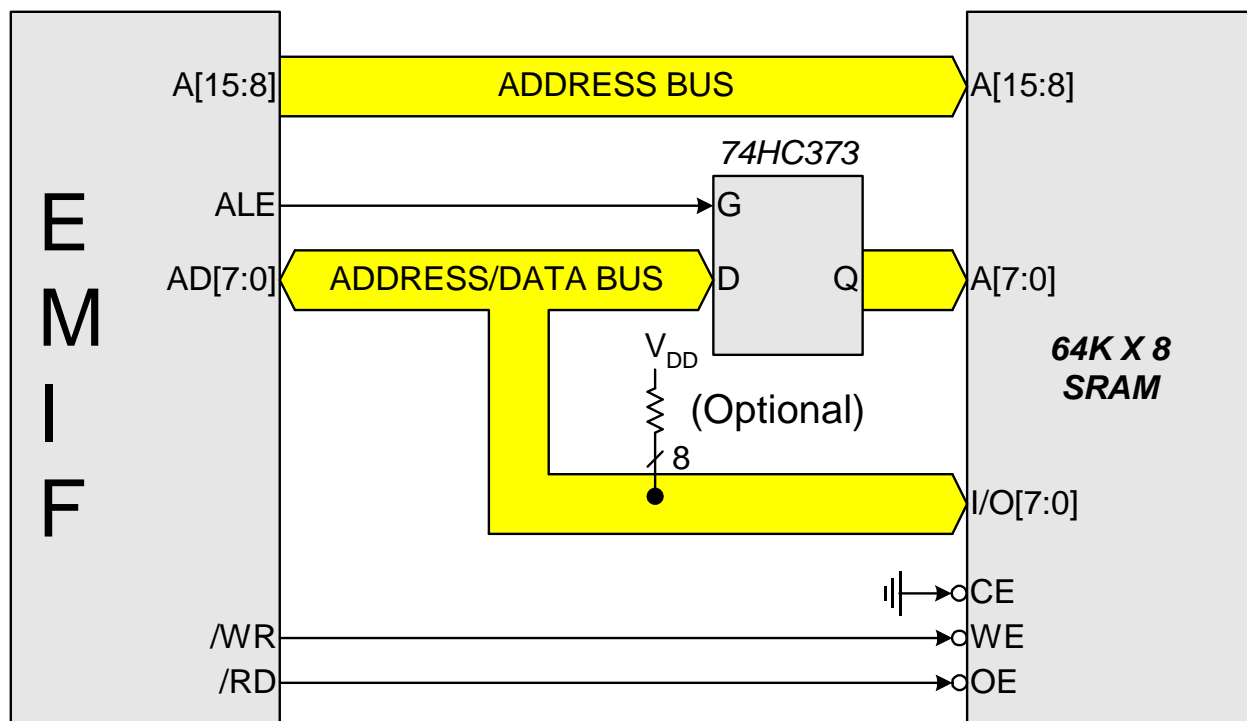 A[15:8] ADDRESS BUS A[15:8]
74HC373
ALE G
AD[7:0] ADDRESS/DATA BUS D Q A[7:0]
E
M
I
F
64K X 8
SRAM
VDD
(Optional)
8
I/O[7:0]
CE
/WR WE
/RD OE